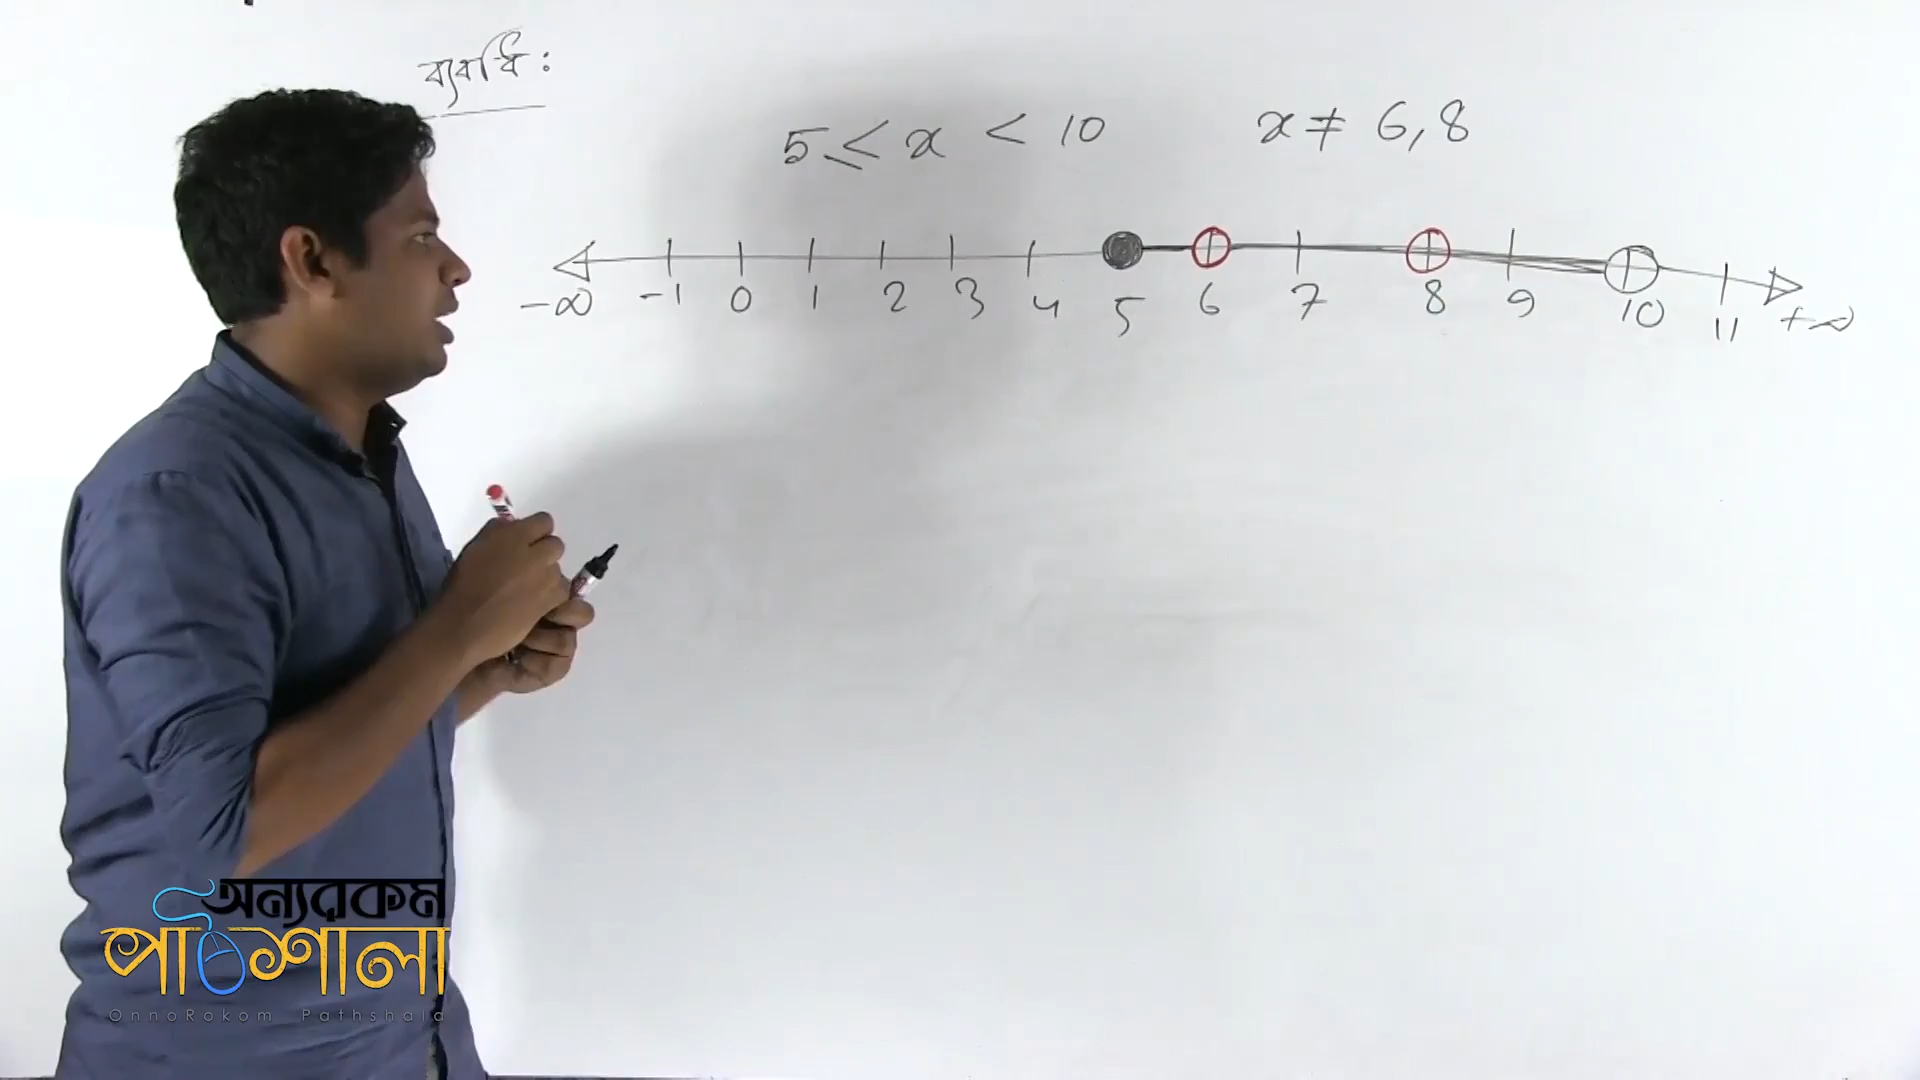 ব্যবধি :
5 ≤ x < 10 x ≠ 6, 8
-∞ -1 0 1 2 3 4 5 6 7 8 9 10 11 +∞
অন্যরকম
পাঠশালা
OnnoRokom Pathshala